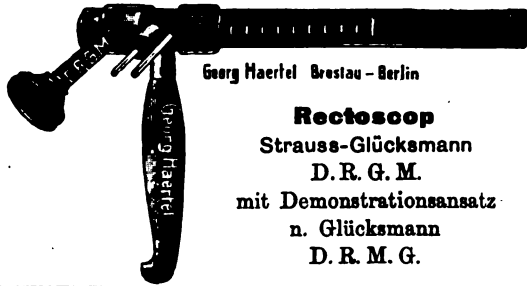 D.R.G.M.
Georg Haertel
Georg Haertel Breslau - Berlin
Rectoscop
Strauss-Glücksmann
D. R. G. M.
mit Demonstrationsansatz
n. Glücksmann
D. R. M. G.